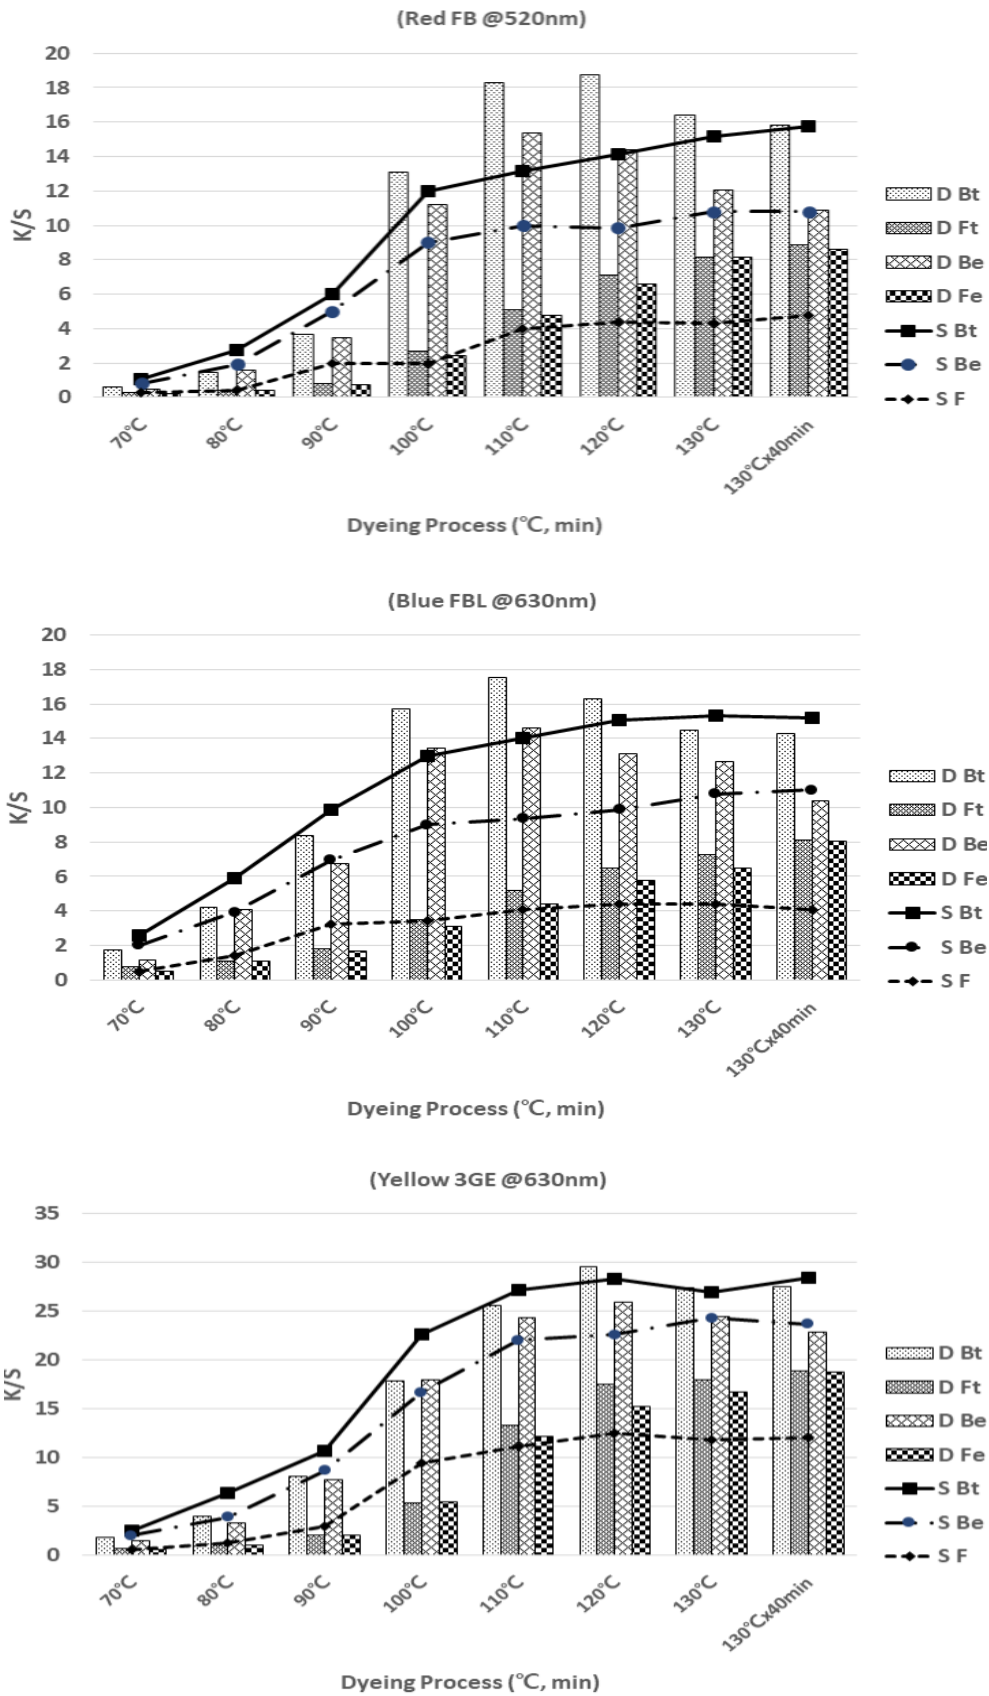 (Red FB @520nm)
20
18
16
14
12
10
8
6
4
2
0
K/S
70℃
80℃
90℃
100℃
110℃
120℃
130℃
130℃x40min
Dyeing Process (℃, min)
D Bt
D Ft
D Be
D Fe
S Bt
S Be
S F
(Blue FBL @630nm)
20
18
16
14
12
10
8
6
4
2
0
K/S
70℃
80℃
90℃
100℃
110℃
120℃
130℃
130℃x40min
Dyeing Process (℃, min)
D Bt
D Ft
D Be
D Fe
S Bt
S Be
S F
(Yellow 3GE @630nm)
35
30
25
20
15
10
5
0
K/S
70℃
80℃
90℃
100℃
110℃
120℃
130℃
130℃x40min
Dyeing Process (℃, min)
D Bt
D Ft
D Be
D Fe
S Bt
S Be
S F